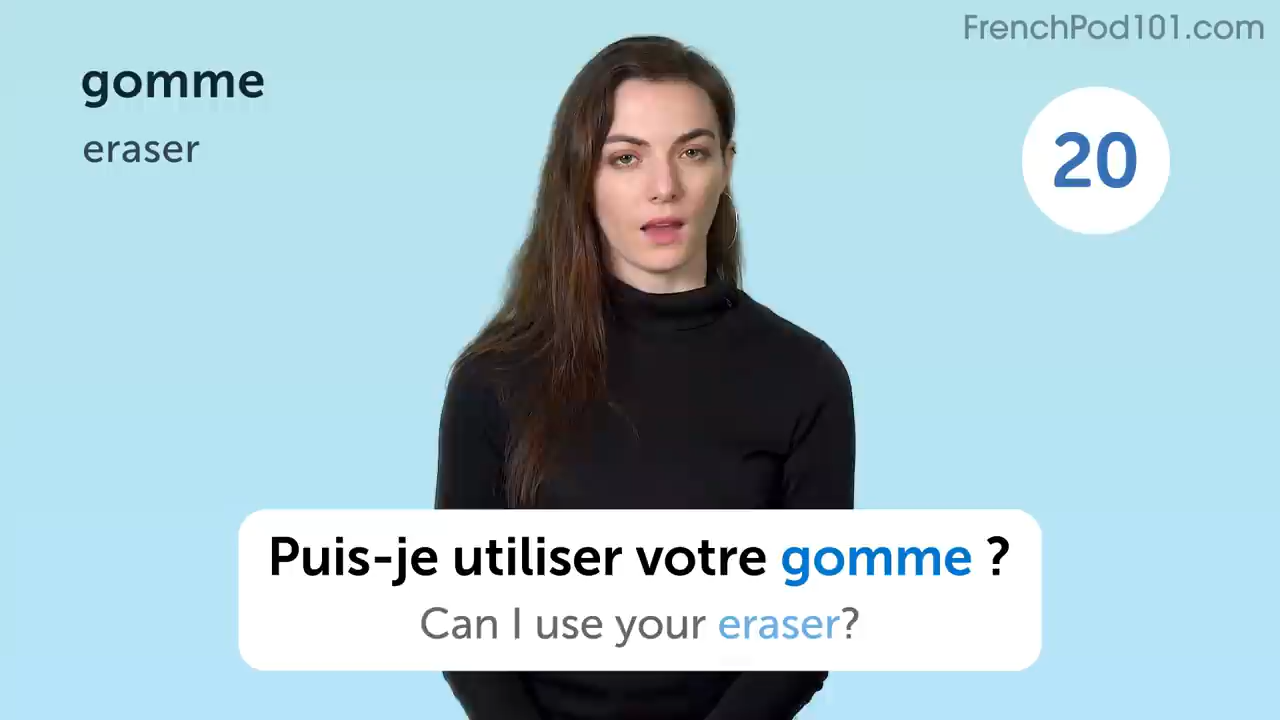 FrenchPod101.com
gomme
eraser
20
Puis-je utiliser votre gomme ?
Can I use your eraser?